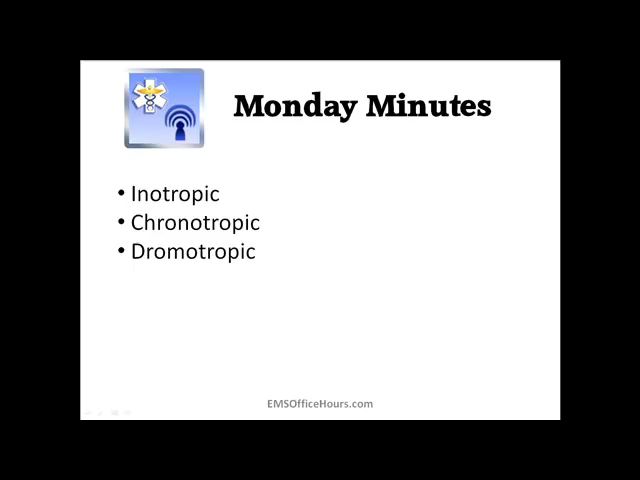 Monday Minutes
• Inotropic
• Chronotropic
• Dromotropic
EMSOfficeHours.com